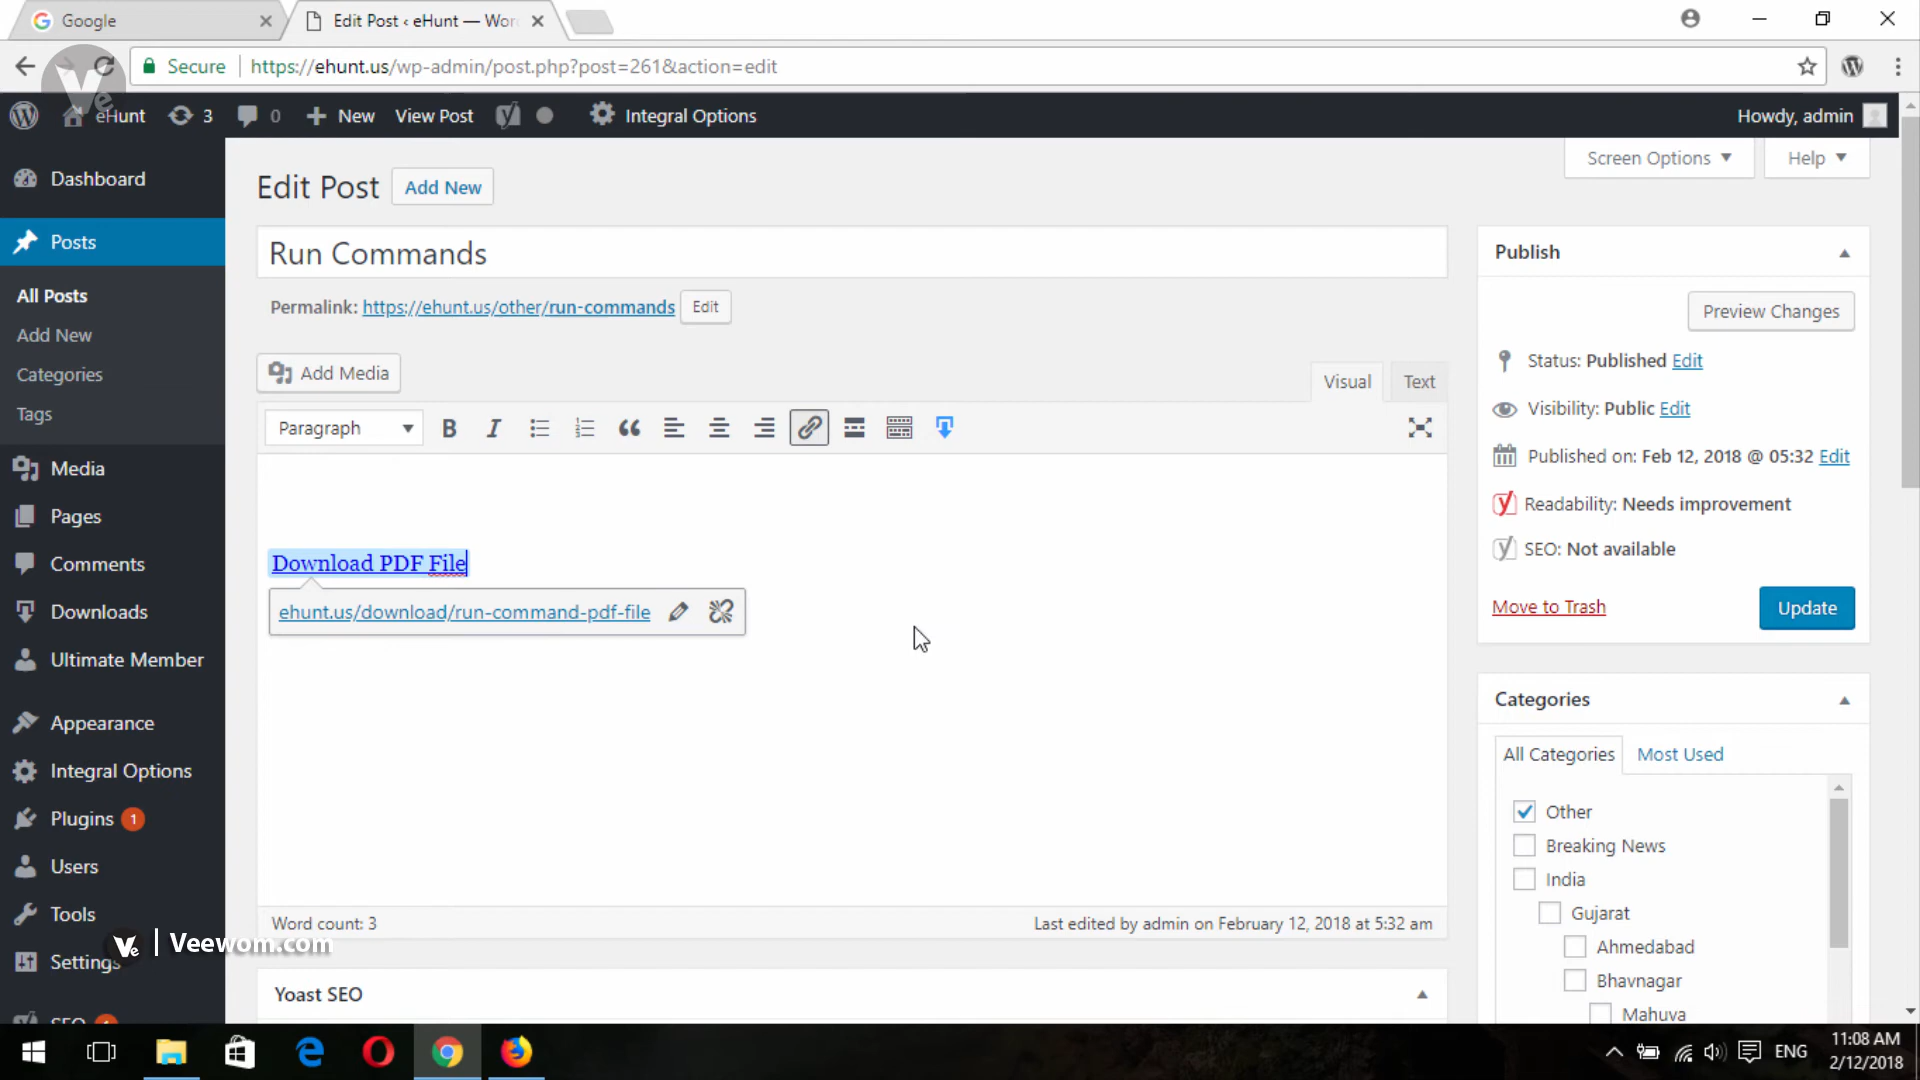 Google
Edit Post ‹ eHunt — Wor
Secure
https://ehunt.us/wp-admin/post.php?post=261&action=edit
eHunt
3
0
New
View Post
Integral Options
Howdy, admin
Dashboard
Posts
All Posts
Add New
Categories
Tags
Media
Pages
Comments
Downloads
Ultimate Member
Appearance
Integral Options
Plugins 1
Users
Tools
Settings
SEO
Screen Options
Help
Edit Post
Add New
Run Commands
Permalink: https://ehunt.us/other/run-commands
Edit
Add Media
Visual
Text
Paragraph
Download PDF File
ehunt.us/download/run-command-pdf-file
Word count: 3
Last edited by admin on February 12, 2018 at 5:32 am
Yoast SEO
Publish
Preview Changes
Status: Published Edit
Visibility: Public Edit
Published on: Feb 12, 2018 @ 05:32 Edit
Readability: Needs improvement
SEO: Not available
Move to Trash
Update
Categories
All Categories
Most Used
Other
Breaking News
India
Gujarat
Ahmedabad
Bhavnagar
Mahuva
Ve | Veewom.com
ENG
11:08 AM
2/12/2018